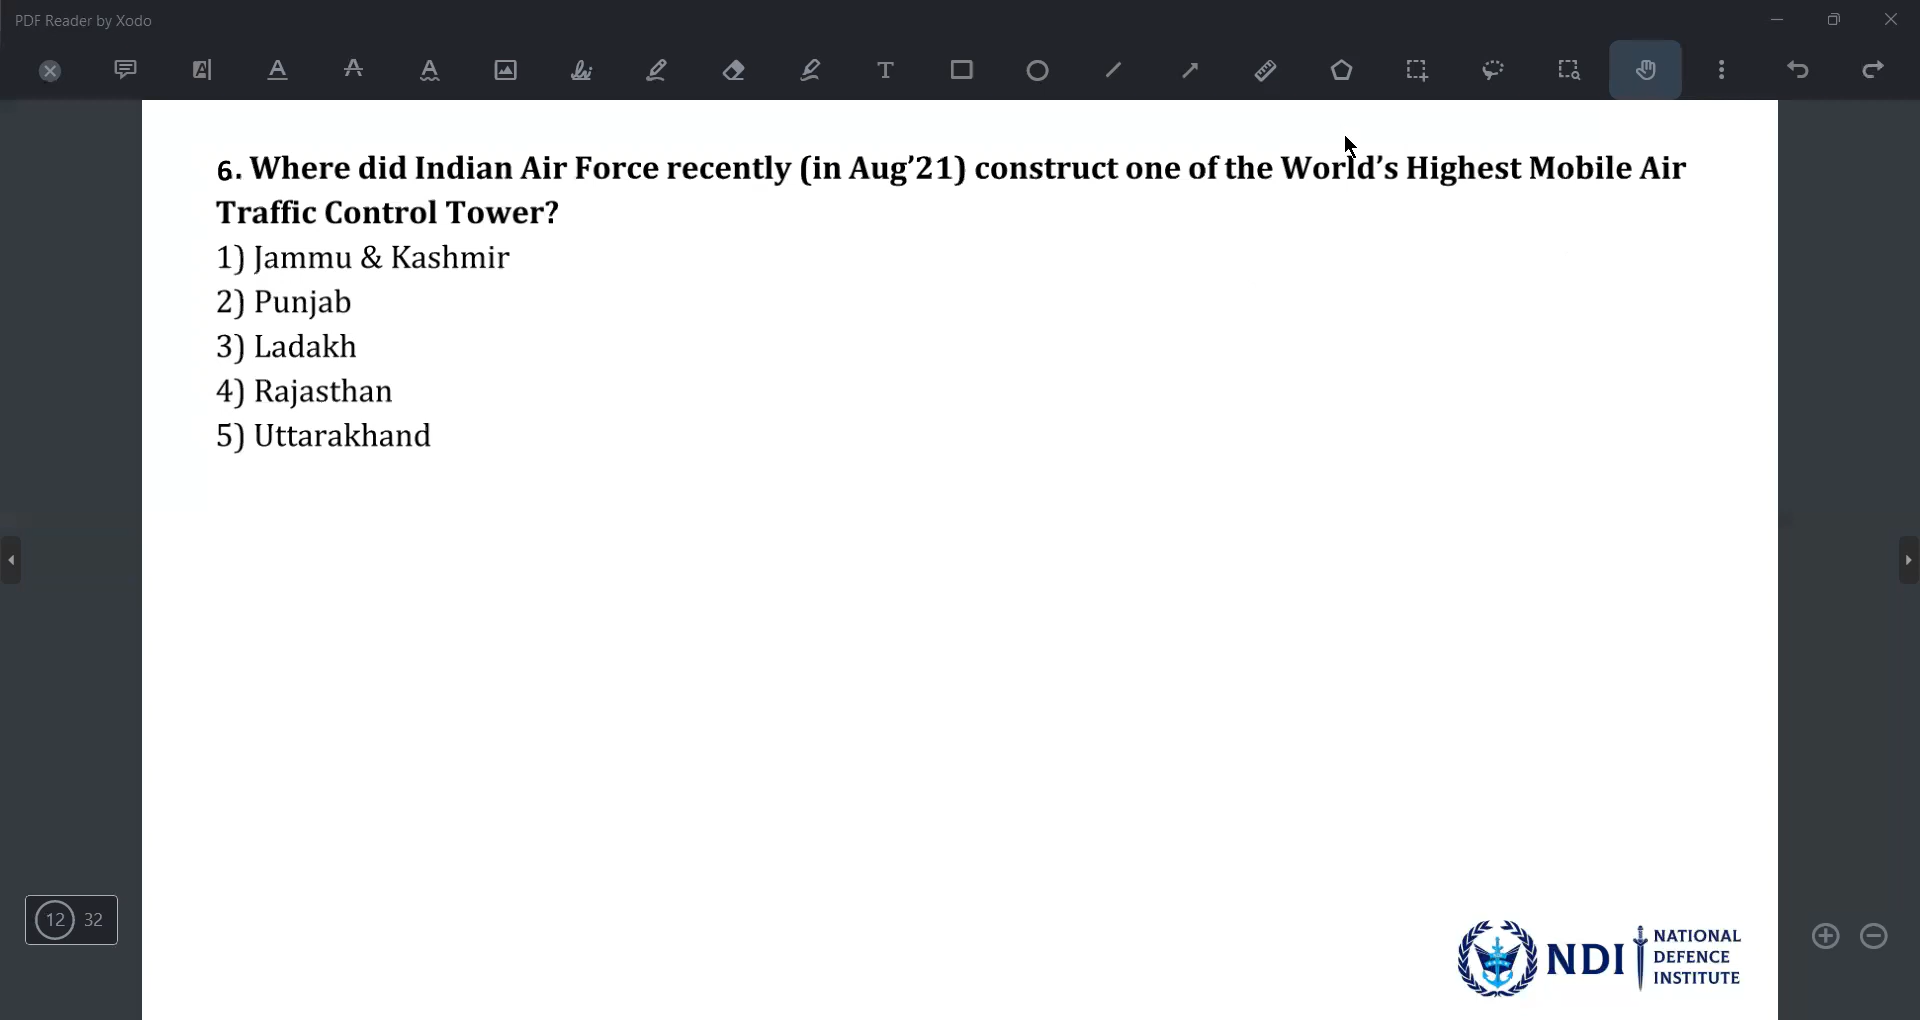 PDF Reader by Xodo
6. Where did Indian Air Force recently (in Aug’21) construct one of the World’s Highest Mobile Air
Traffic Control Tower?
1) Jammu & Kashmir
2) Punjab
3) Ladakh
4) Rajasthan
5) Uttarakhand
12 32
NDI
NATIONAL
DEFENCE
INSTITUTE